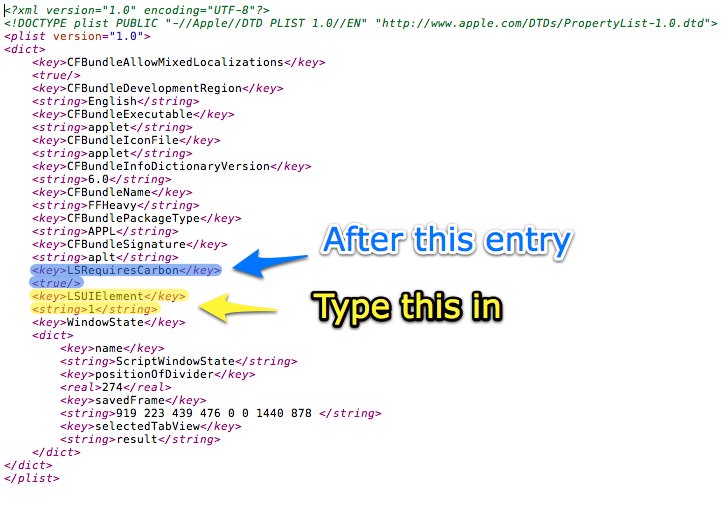 <?xml version="1.0" encoding="UTF-8"?>
<!DOCTYPE plist PUBLIC "-//Apple//DTD PLIST 1.0//EN" "http://www.apple.com/DTDs/PropertyList-1.0.dtd">
<plist version="1.0">
<dict>
<key>CFBundleAllowMixedLocalizations</key>
<true/>
<key>CFBundleDevelopmentRegion</key>
<string>English</string>
<key>CFBundleExecutable</key>
<string>applet</string>
<key>CFBundleIconFile</key>
<string>applet</string>
<key>CFBundleInfoDictionaryVersion</key>
<string>6.0</string>
<key>CFBundleName</key>
<string>FFHeavy</string>
<key>CFBundlePackageType</key>
<string>APPL</string>
<key>CFBundleSignature</key>
<string>aplt</string>
After this entry
<key>LSRequiresCarbon</key>
<true/>
<key>LSUIElement</key>
<string>1</string>
Type this in
<key>WindowState</key>
<dict>
<key>name</key>
<string>ScriptWindowState</string>
<key>positionOfDivider</key>
<real>274</real>
<key>savedFrame</key>
<string>919 223 439 476 0 0 1440 878 </string>
<key>selectedTabView</key>
<string>result</string>
</dict>
</dict>
</plist>